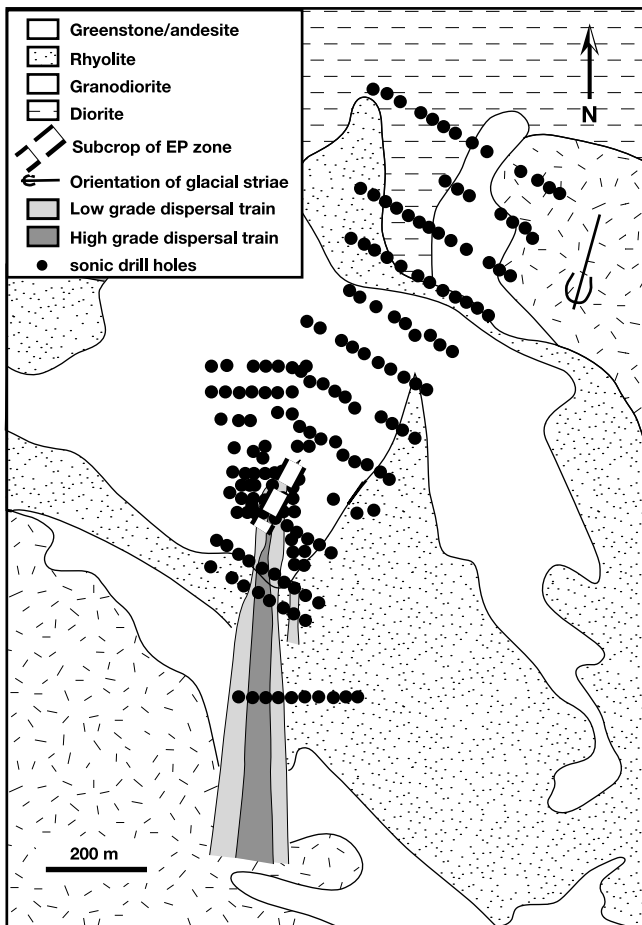 Greenstone/andesite
Rhyolite
Granodiorite
Diorite
Subcrop of EP zone
Orientation of glacial striae
Low grade dispersal train
High grade dispersal train
sonic drill holes
N
200 m